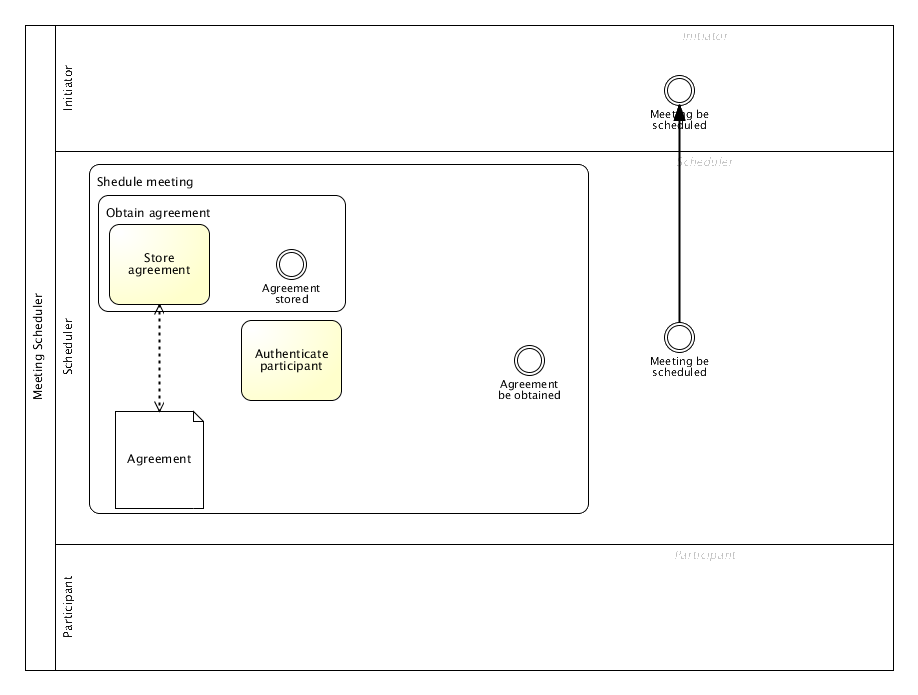 Meeting Scheduler
Initiator
Initiator
Meeting be
scheduled
Scheduler
Scheduler
Shedule meeting
Obtain agreement
Store
agreement
Agreement
stored
Authenticate
participant
Agreement
be obtained
Meeting be
scheduled
Agreement
Participant
Participant